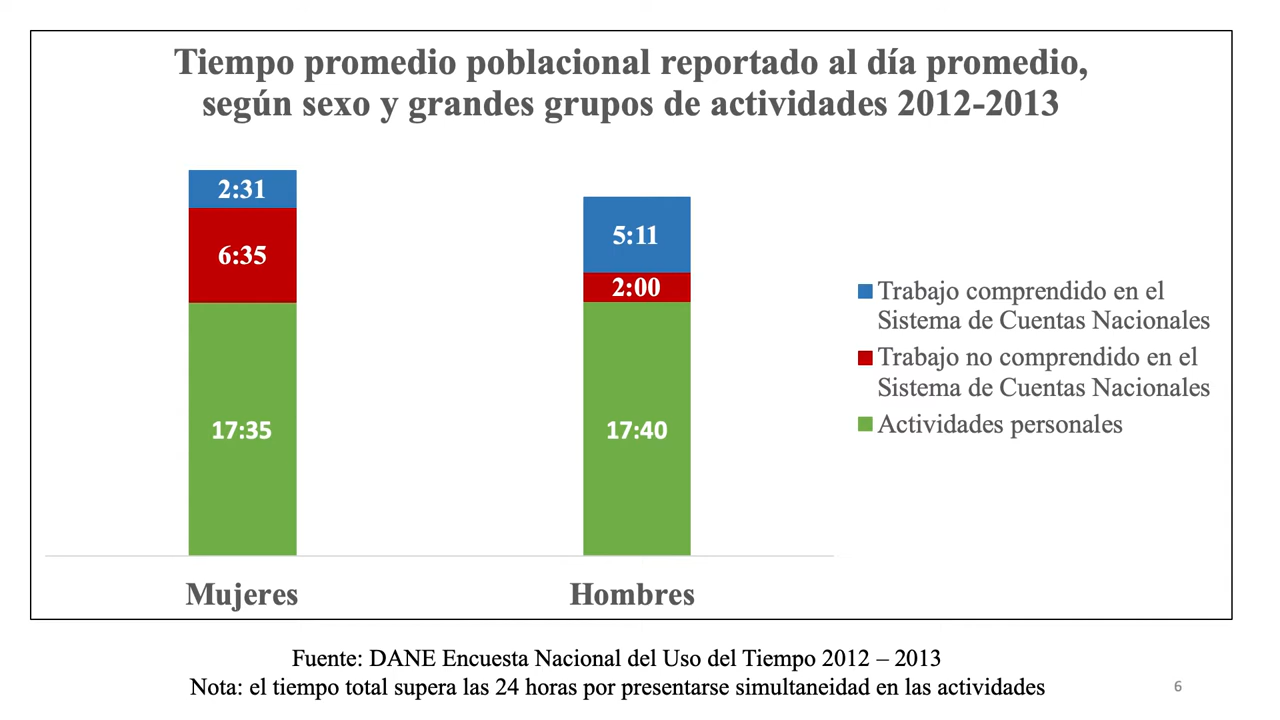 Tiempo promedio poblacional reportado al día promedio,
según sexo y grandes grupos de actividades 2012-2013
2:31
6:35
17:35
5:11
2:00
17:40
Trabajo comprendido en el
Sistema de Cuentas Nacionales
Trabajo no comprendido en el
Sistema de Cuentas Nacionales
Actividades personales
Mujeres
Hombres
Fuente: DANE Encuesta Nacional del Uso del Tiempo 2012 – 2013
Nota: el tiempo total supera las 24 horas por presentarse simultaneidad en las actividades
6